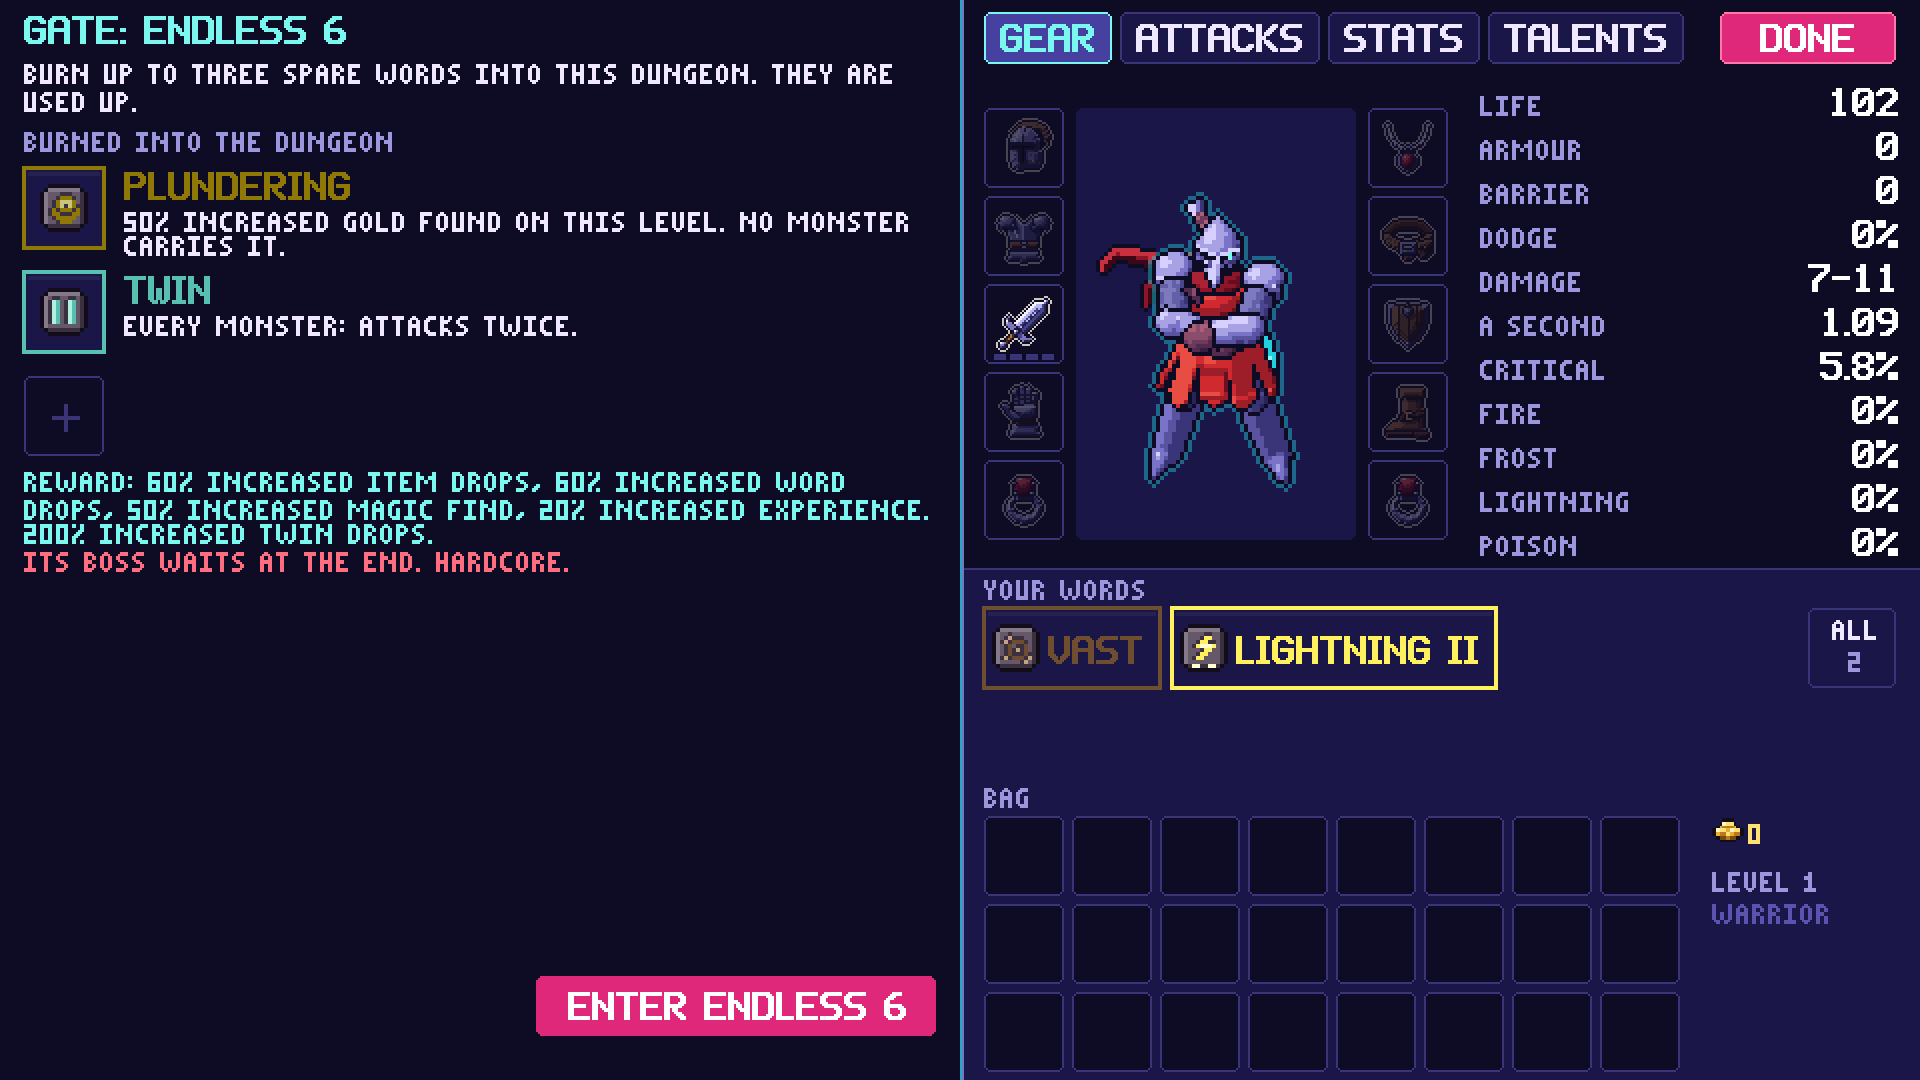 GATE: ENDLESS 6
BURN UP TO THREE SPARE WORDS INTO THIS DUNGEON. THEY ARE
USED UP.
BURNED INTO THE DUNGEON
PLUNDERING
50% INCREASED GOLD FOUND ON THIS LEVEL. NO MONSTER
CARRIES IT.
TWIN
EVERY MONSTER: ATTACKS TWICE.
+
REWARD: 60% INCREASED ITEM DROPS, 60% INCREASED WORD
DROPS, 50% INCREASED MAGIC FIND, 20% INCREASED EXPERIENCE.
200% INCREASED TWIN DROPS.
ITS BOSS WAITS AT THE END. HARDCORE.
ENTER ENDLESS 6
GEAR ATTACKS STATS TALENTS DONE
LIFE 102
ARMOUR 0
BARRIER 0
DODGE 0%
DAMAGE 7-11
A SECOND 1.09
CRITICAL 5.8%
FIRE 0%
FROST 0%
LIGHTNING 0%
POISON 0%
YOUR WORDS
VAST LIGHTNING II
ALL
2
BAG
0
LEVEL 1
WARRIOR